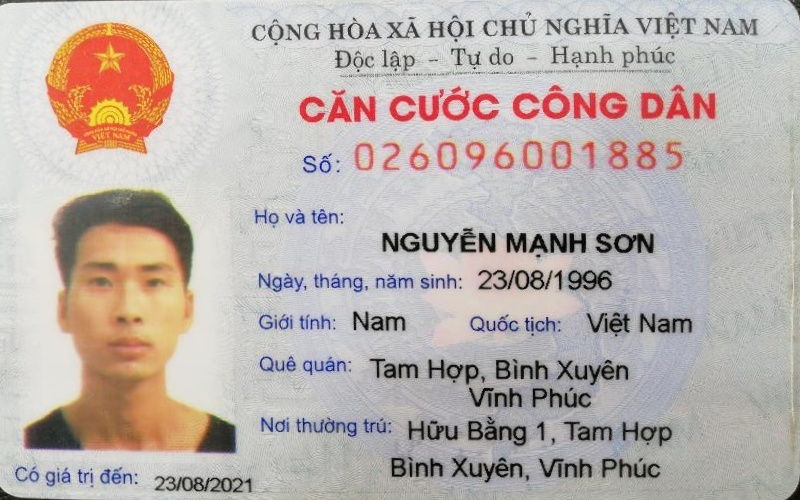 CỘNG HÒA XÃ HỘI CHỦ NGHĨA VIỆT NAM
Độc lập - Tự do - Hạnh phúc
CĂN CƯỚC CÔNG DÂN
Số: 026096001885
Họ và tên:
NGUYỄN MẠNH SƠN
Ngày, tháng, năm sinh: 23/08/1996
Giới tính: Nam Quốc tịch: Việt Nam
Quê quán: Tam Hợp, Bình Xuyên
Vĩnh Phúc
Nơi thường trú: Hữu Bằng 1, Tam Hợp
Bình Xuyên, Vĩnh Phúc
Có giá trị đến: 23/08/2021
VIỆT NAM